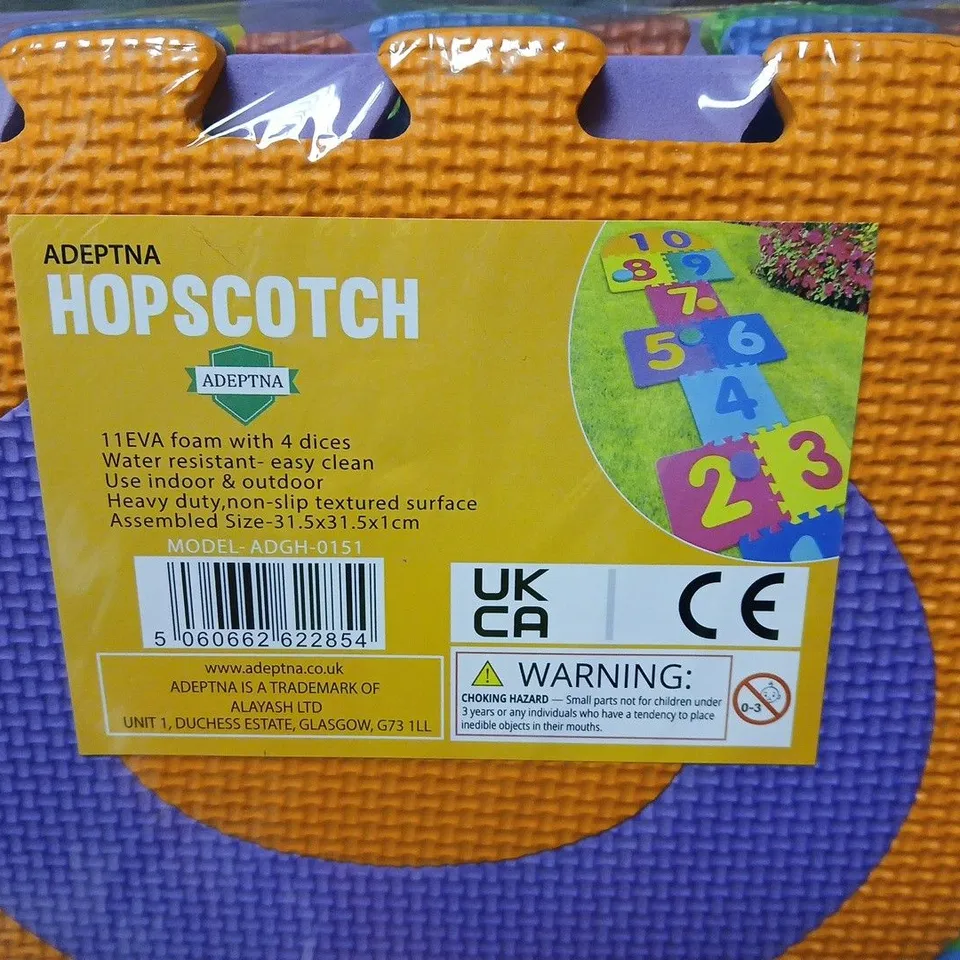 ADEPTNA
HOPSCOTCH
ADEPTNA
11EVA foam with 4 dices
Water resistant- easy clean
Use indoor & outdoor
Heavy duty,non-slip textured surface
Assembled Size-31.5x31.5x1cm
MODEL- ADGH-0151
5 060662 622854
www.adeptna.co.uk
ADEPTNA IS A TRADEMARK OF
ALAYASH LTD
UNIT 1, DUCHESS ESTATE, GLASGOW, G73 1LL
10
8 9
7
5 6
4
2 3
UK
CA
CE
WARNING:
CHOKING HAZARD — Small parts not for children under
3 years or any individuals who have a tendency to place
inedible objects in their mouths.
0-3